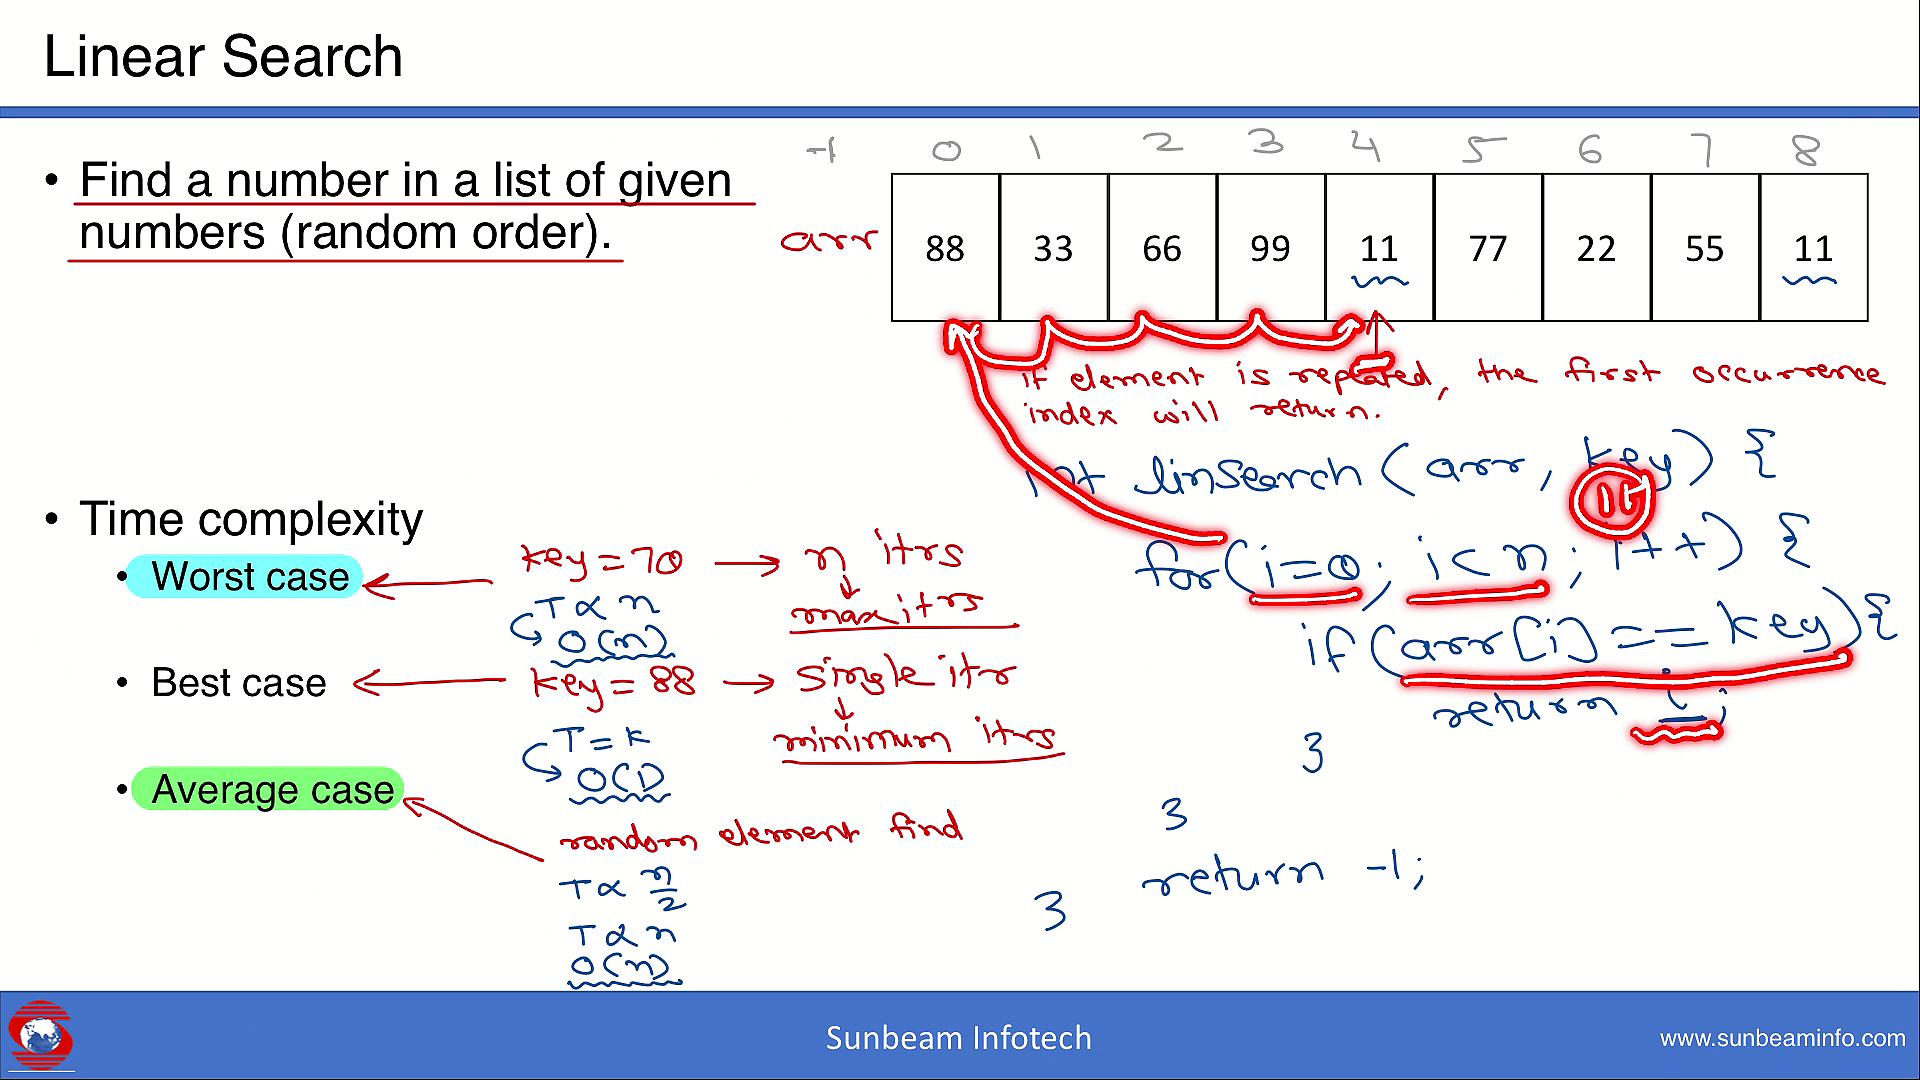 Linear Search
• Find a number in a list of given
numbers (random order).
-1 0 1 2 3 4 5 6 7 8
arr 88 33 66 99 11 77 22 55 11
if element is repeated, the first occurrence
index will return.
int linsearch (arr, key) {
11
for(i=0; i<n; i++) {
if (arr[i] == key) {
return i;
}
}
return -1;
}
• Time complexity
• Worst case
key = 70 → n itrs
max itrs
T ∝ n
O(n)
• Best case
key = 88 → single itr
minimum itrs
T = k
O(1)
• Average case
random element find
T ∝ n/2
T ∝ n
O(n)
Sunbeam Infotech
www.sunbeaminfo.com